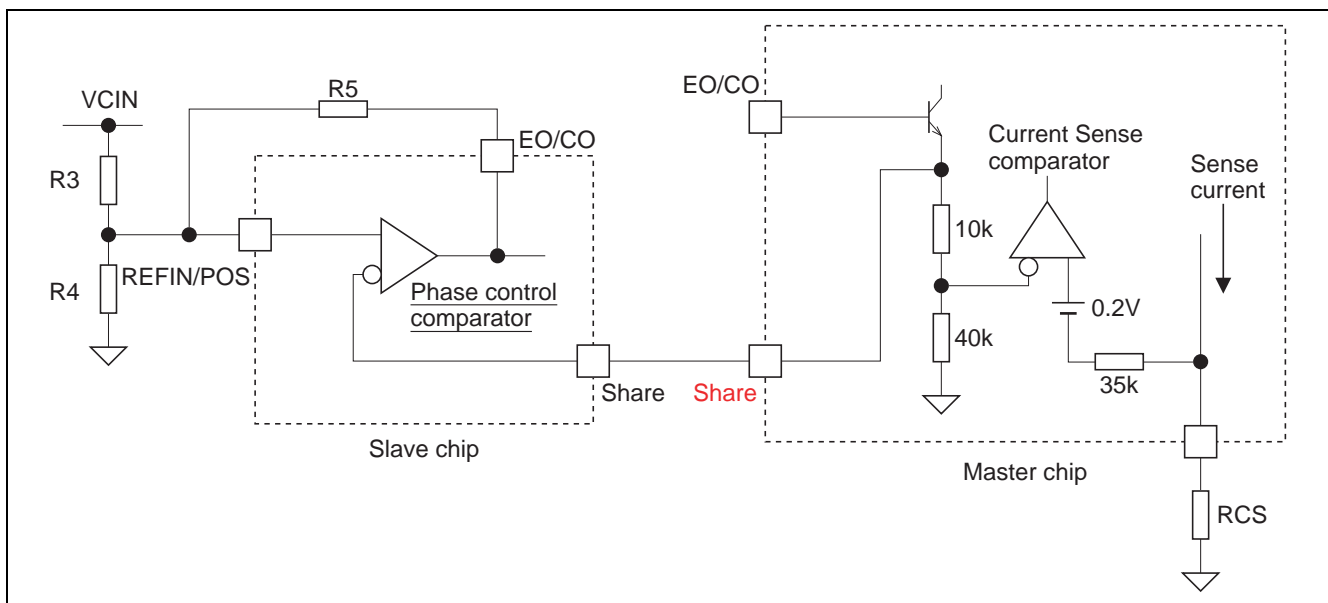 VCIN
R5
EO/CO
R3
R4
REFIN/POS
Phase control
comparator
Share
Slave chip
EO/CO
Current Sense
comparator
Sense
current
10k
0.2V
40k
35k
Share
Master chip
RCS